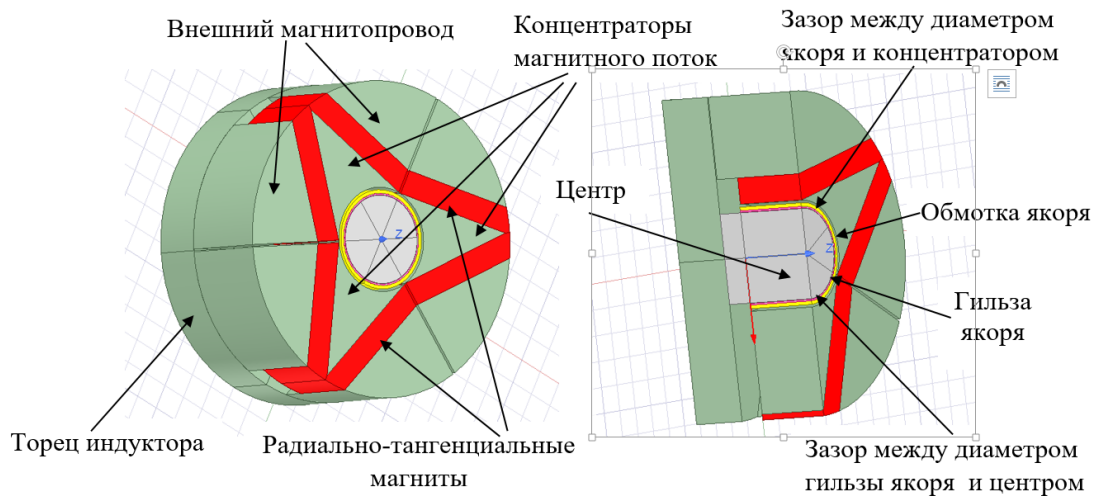 Внешний магнитопровод
Концентраторы
магнитного поток
Зазор между диаметром
якоря и концентратором
Центр
Обмотка якоря
Гильза
якоря
Торец индуктора
Радиально-тангенциальные
магниты
Зазор между диаметром
гильзы якоря и центром
z
z